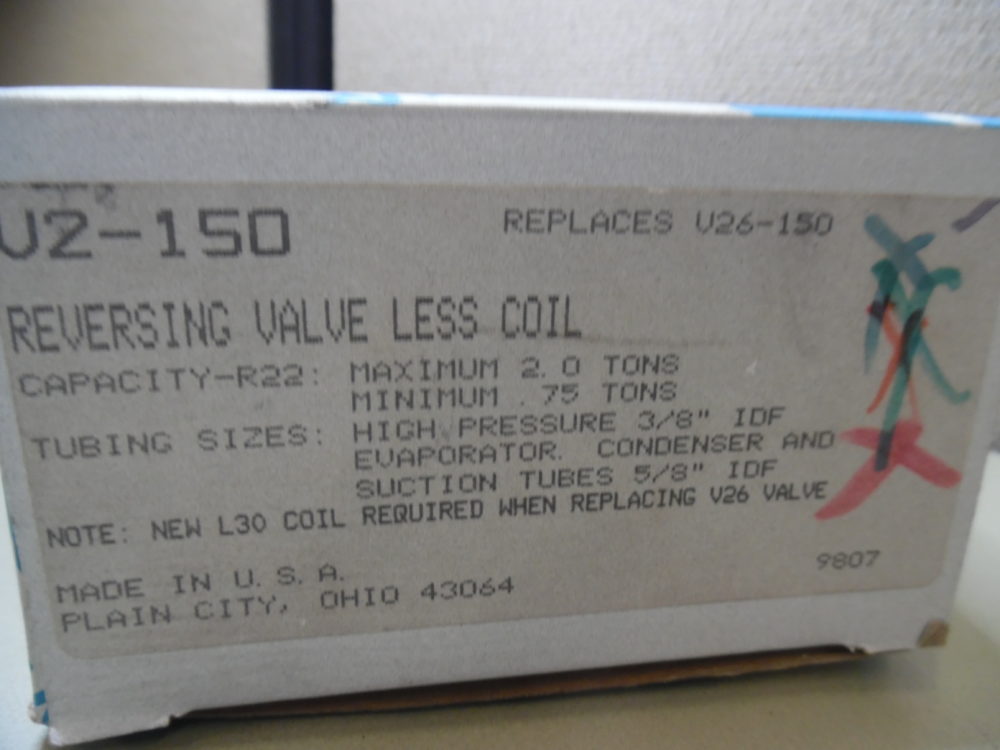 V2-150
REPLACES V26-150
REVERSING VALVE LESS COIL
CAPACITY-R22: MAXIMUM 2.0 TONS
MINIMUM .75 TONS
TUBING SIZES: HIGH PRESSURE 3/8" IDF
EVAPORATOR. CONDENSER AND
SUCTION TUBES 5/8" IDF
NOTE: NEW L30 COIL REQUIRED WHEN REPLACING V26 VALVE
MADE IN U.S.A.
PLAIN CITY, OHIO 43064
9807